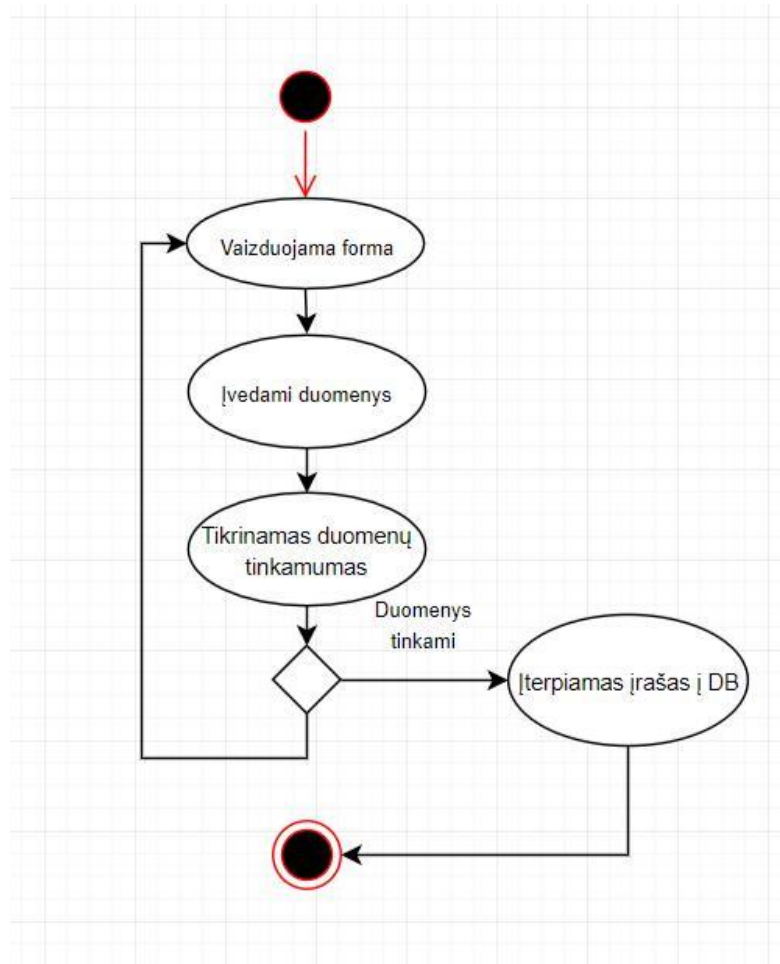 Vaizduojama forma
Įvedami duomenys
Tikrinamas duomenų
tinkamumas
Duomenys
tinkami
Įterpiamas įrašas į DB